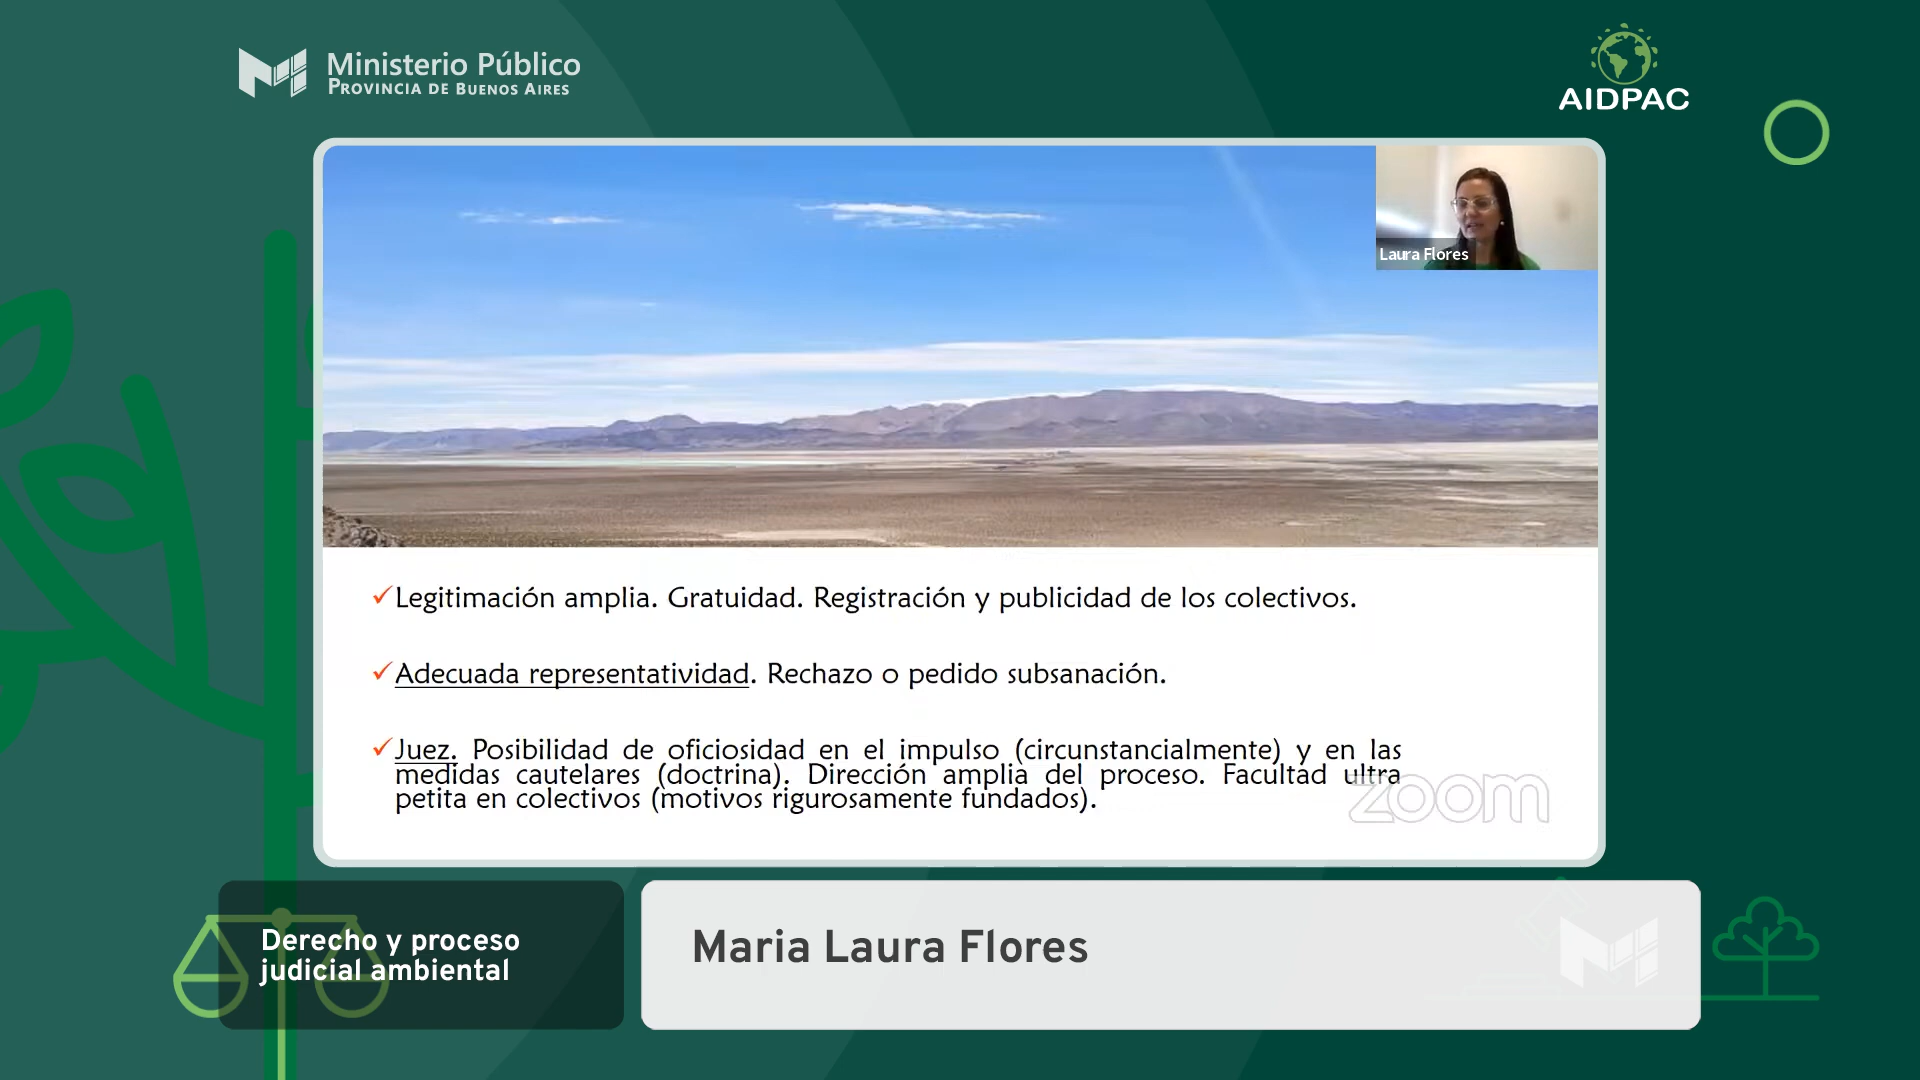 Ministerio Público
PROVINCIA DE BUENOS AIRES
AIDPAC
Laura Flores
✓Legitimación amplia. Gratuidad. Registración y publicidad de los colectivos.
✓Adecuada representatividad. Rechazo o pedido subsanación.
✓Juez. Posibilidad de oficiosidad en el impulso (circunstancialmente) y en las
medidas cautelares (doctrina). Dirección amplia del proceso. Facultad ultra
petita en colectivos (motivos rigurosamente fundados).
zoom
Derecho y proceso
judicial ambiental
Maria Laura Flores